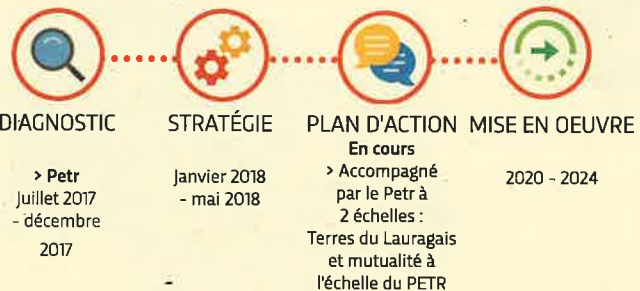 DIAGNOSTIC
> Petr
Juillet 2017
- décembre
2017
STRATÉGIE
Janvier 2018
- mai 2018
PLAN D'ACTION
En cours
> Accompagné
par le Petr à
2 échelles :
Terres du Lauragais
et mutualité à
l'échelle du PETR
MISE EN OEUVRE
2020 - 2024